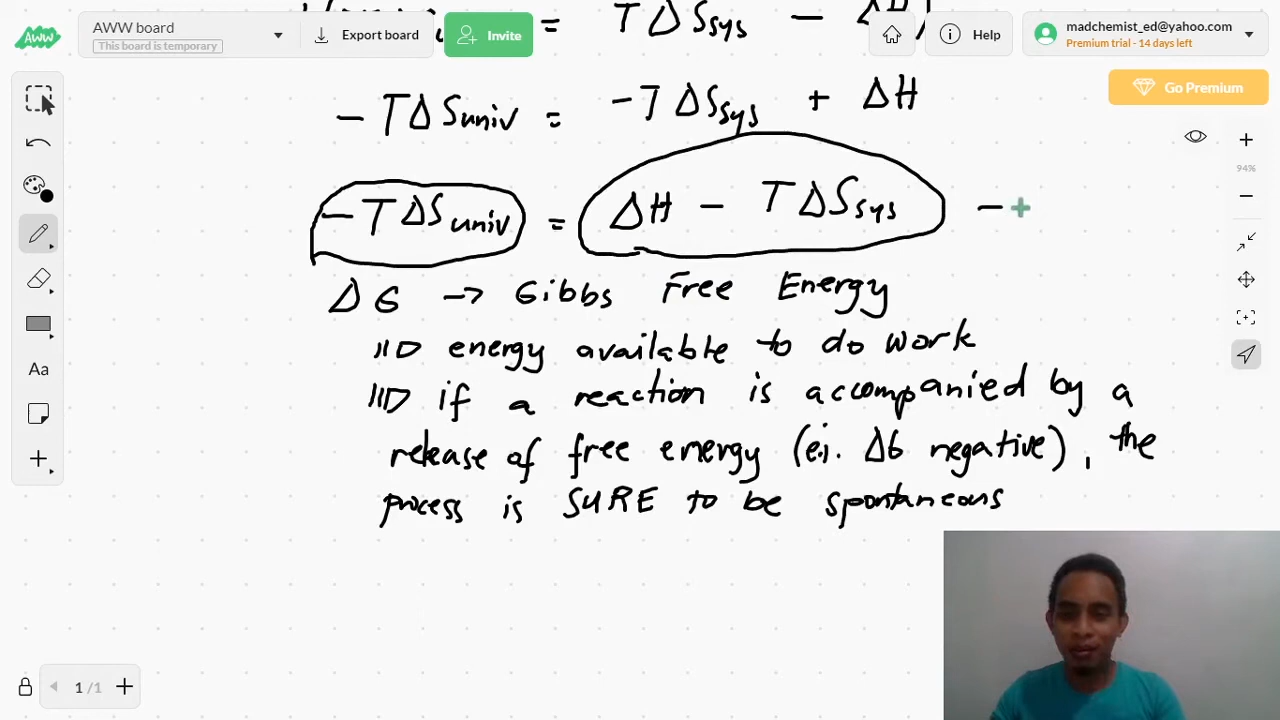 AWW
AWW board
This board is temporary
Export board
Invite
Help
madchemist_ed@yahoo.com
Premium trial - 14 days left
Go Premium
= TΔSsys - ΔH
- TΔSuniv = -TΔSsys + ΔH
- TΔSuniv = ΔH - TΔSsys -
94%
ΔG → Gibbs Free Energy
energy available to do work
if a reaction is accompanied by a
release of free energy (e.i. ΔG negative), the
process is SURE to be spontaneous
Aa
1 / 1